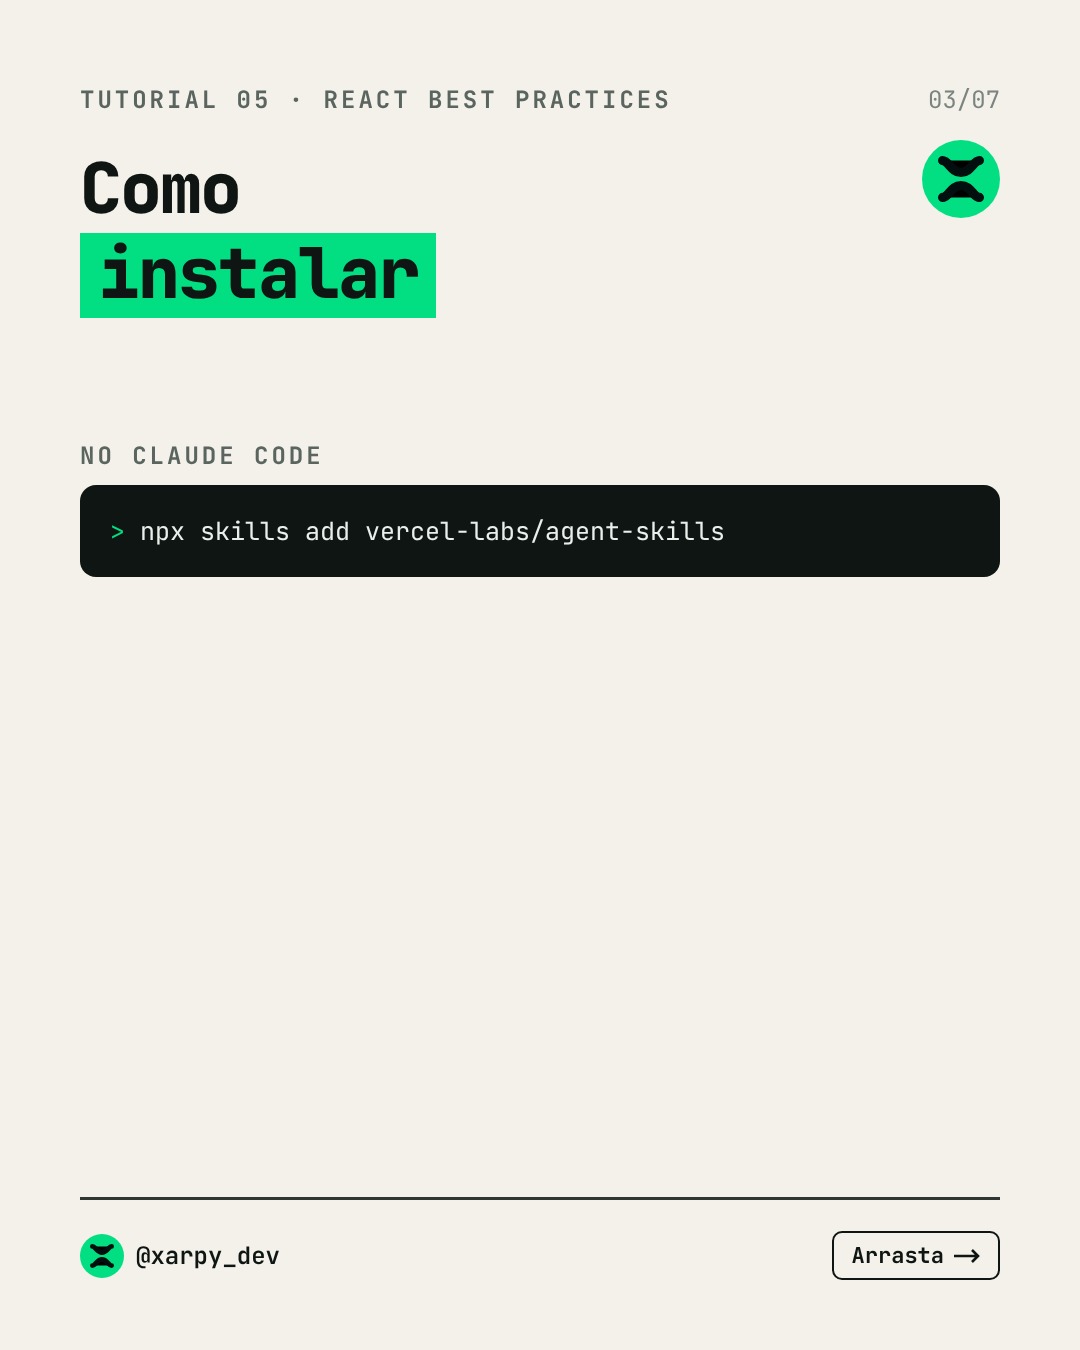 TUTORIAL 05 · REACT BEST PRACTICES
03/07
Como
instalar
NO CLAUDE CODE
> npx skills add vercel-labs/agent-skills
@xarpy_dev
Arrasta →